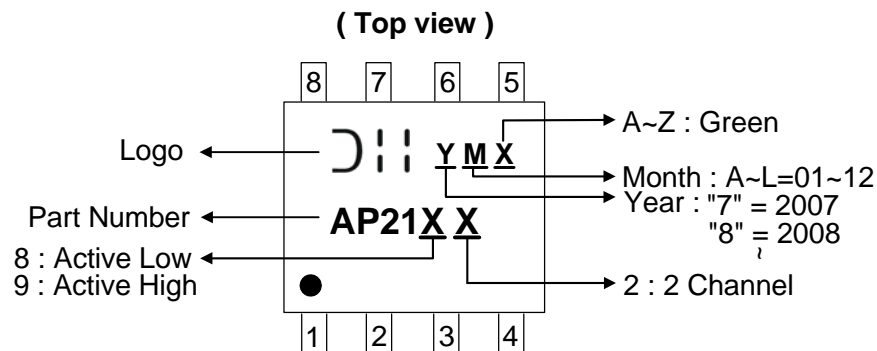 ( Top view )
8 7 6 5
A~Z : Green
Logo
Y M X
Month : A~L=01~12
Year : "7" = 2007
"8" = 2008
~
Part Number
AP21X X
8 : Active Low
9 : Active High
2 : 2 Channel
1 2 3 4